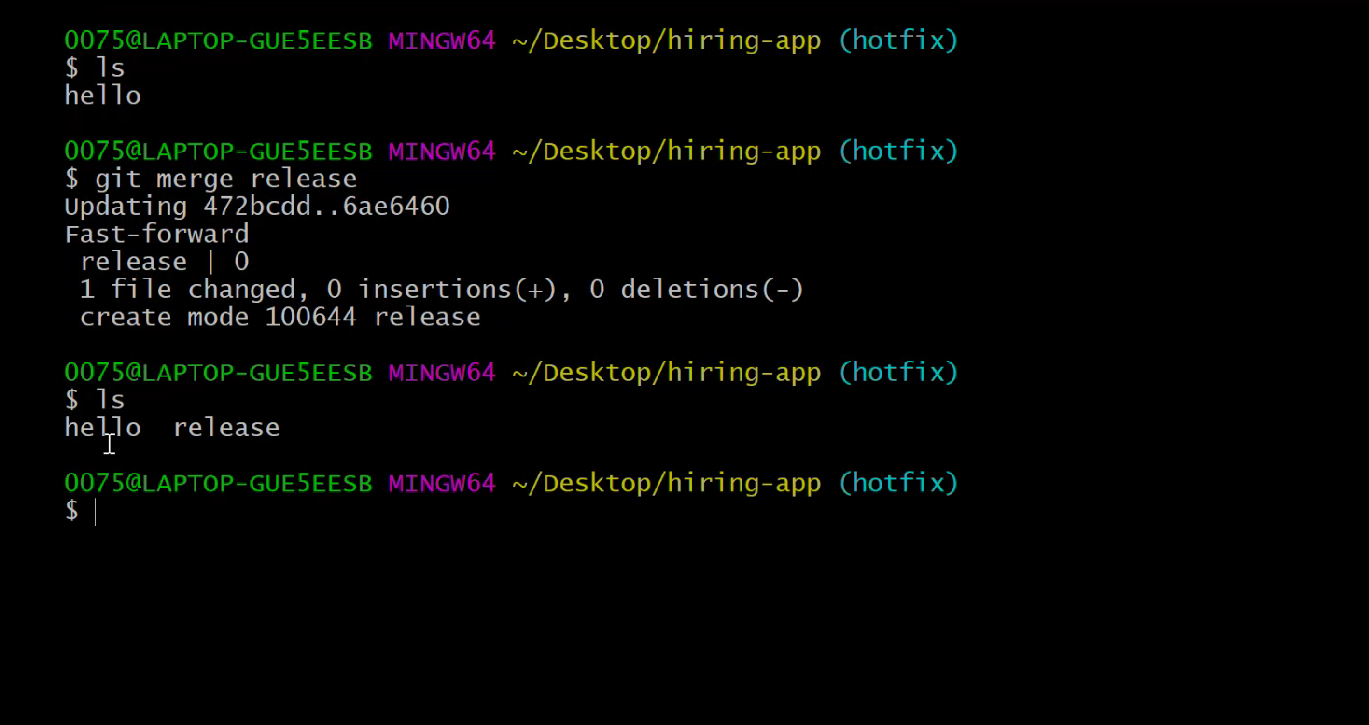 0075@LAPTOP-GUE5EESB MINGW64 ~/Desktop/hiring-app (hotfix)
$ ls
hello
0075@LAPTOP-GUE5EESB MINGW64 ~/Desktop/hiring-app (hotfix)
$ git merge release
Updating 472bcdd..6ae6460
Fast-forward
 release | 0
 1 file changed, 0 insertions(+), 0 deletions(-)
 create mode 100644 release
0075@LAPTOP-GUE5EESB MINGW64 ~/Desktop/hiring-app (hotfix)
$ ls
hello  release
0075@LAPTOP-GUE5EESB MINGW64 ~/Desktop/hiring-app (hotfix)
$